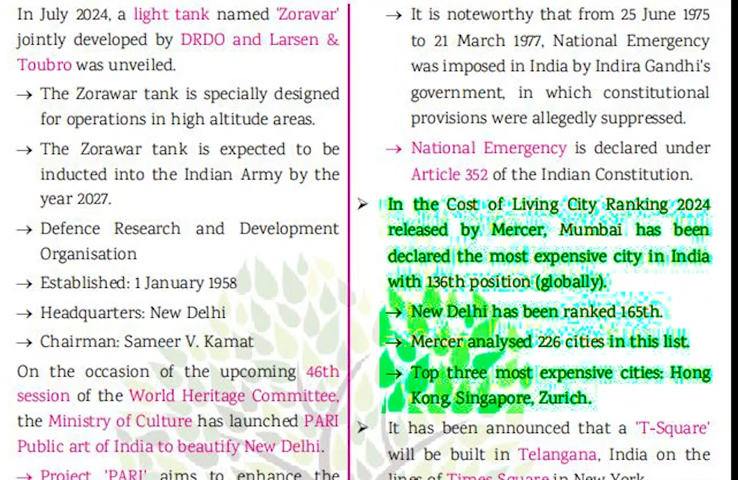 In July 2024, a light tank named 'Zoravar'
jointly developed by DRDO and Larsen &
Toubro was unveiled.
→ The Zorawar tank is specially designed
for operations in high altitude areas.
→ The Zorawar tank is expected to be
inducted into the Indian Army by the
year 2027.
→ Defence Research and Development
Organisation
→ Established: 1 January 1958
→ Headquarters: New Delhi
→ Chairman: Sameer V. Kamat
On the occasion of the upcoming 46th
session of the World Heritage Committee,
the Ministry of Culture has launched PARI
Public art of India to beautify New Delhi.
→ Project 'PARI' aims to enhance the
→ It is noteworthy that from 25 June 1975
to 21 March 1977, National Emergency
was imposed in India by Indira Gandhi's
government, in which constitutional
provisions were allegedly suppressed.
→ National Emergency is declared under
Article 352 of the Indian Constitution.
➢ In the Cost of Living City Ranking 2024
released by Mercer, Mumbai has been
declared the most expensive city in India
with 136th position (globally).
→ New Delhi has been ranked 165th.
→ Mercer analysed 226 cities in this list.
→ Top three most expensive cities: Hong
Kong, Singapore, Zurich.
➢ It has been announced that a 'T-Square'
will be built in Telangana, India on the
lines of Times Square in New York.